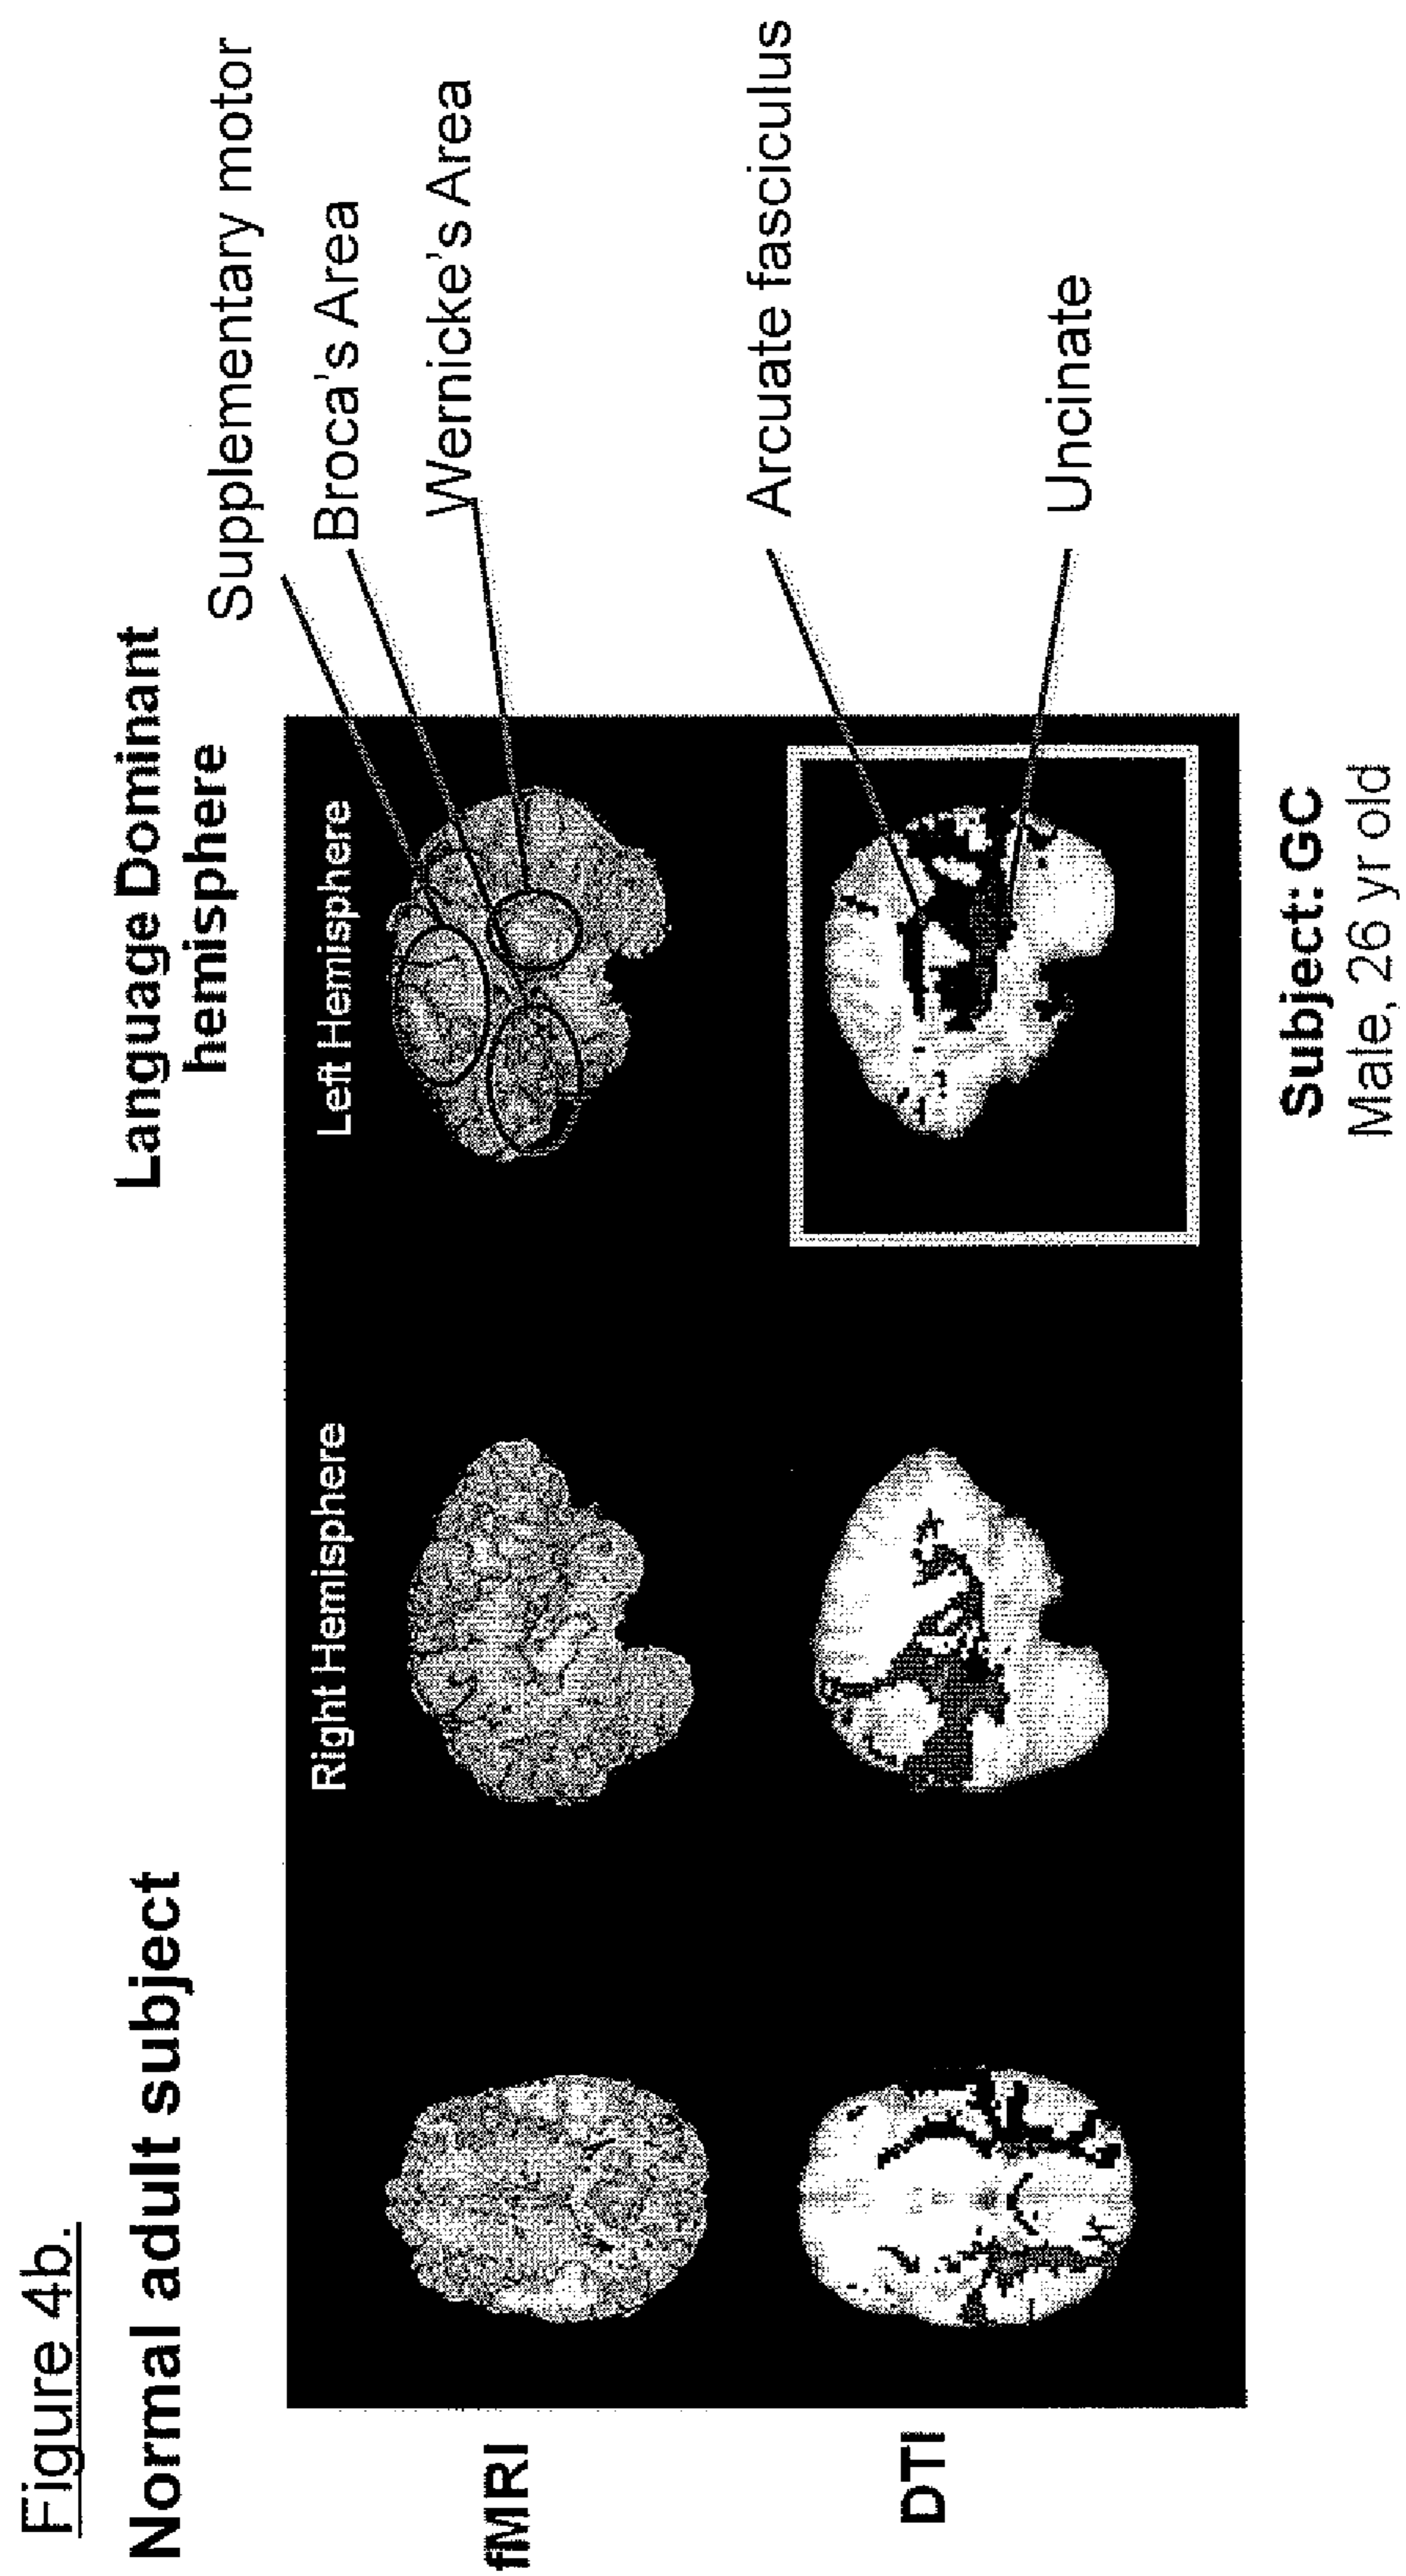 Figure 4b.
Normal adult subject
Language Dominant
hemisphere
Supplementary motor
Broca's Area
Wernicke's Area
Right Hemisphere
Left Hemisphere
fMRI
DTI
Arcuate fasciculus
Uncinate
Subject: GC
Male, 26 yr old